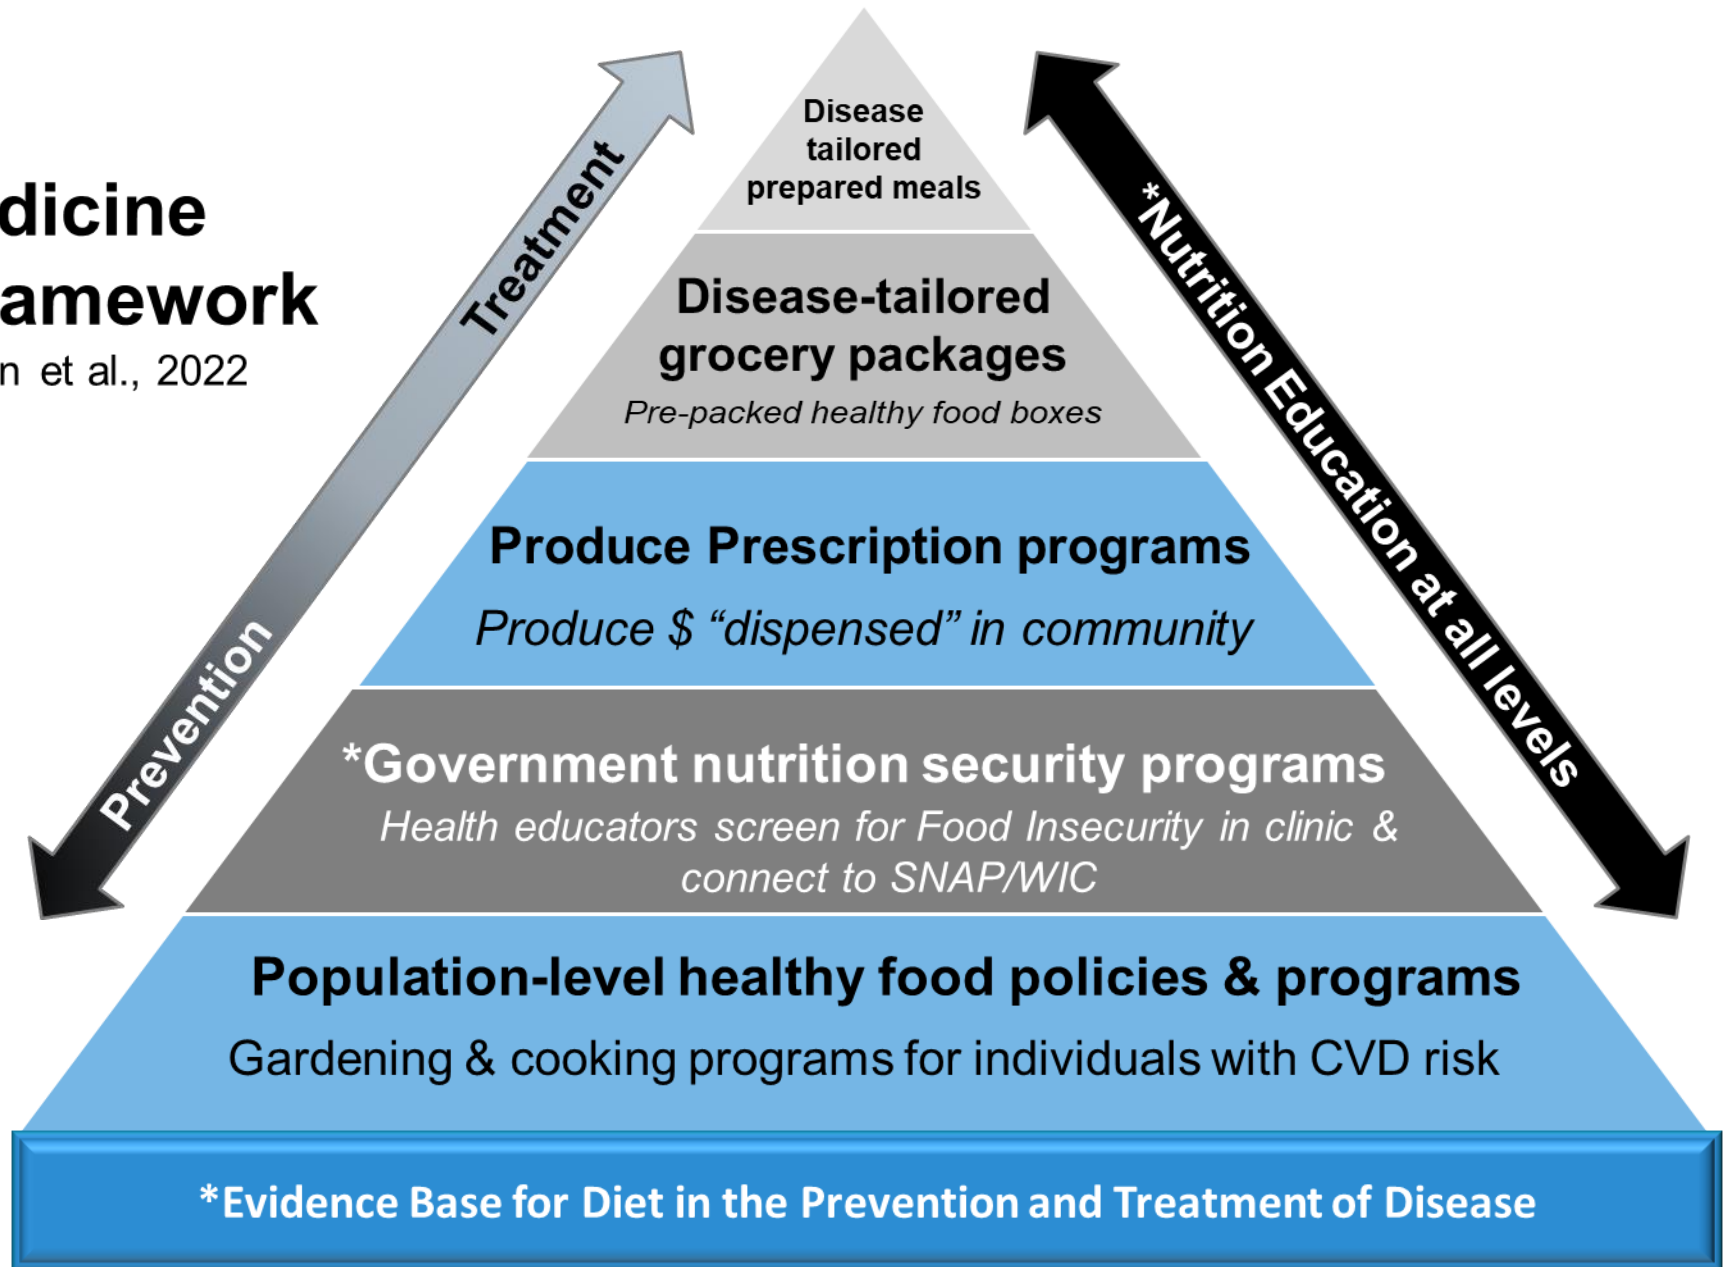 dicine
amework
n et al., 2022
Treatment
Prevention
Disease
tailored
prepared meals
Disease-tailored
grocery packages
Pre-packed healthy food boxes
Produce Prescription programs
Produce $ “dispensed” in community
*Government nutrition security programs
Health educators screen for Food Insecurity in clinic &
connect to SNAP/WIC
Population-level healthy food policies & programs
Gardening & cooking programs for individuals with CVD risk
*Evidence Base for Diet in the Prevention and Treatment of Disease
*Nutrition Education at all levels